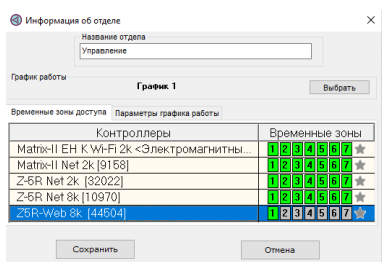 Информация об отделе
Название отдела
Управление
График работы
График 1
Выбрать
Временные зоны доступа Параметры графика работы
Контроллеры Временные зоны
Matrix-II EH K Wi-Fi 2k <Электромагнитны... 1 2 3 4 5 6 7
Matrix-II Net 2k [9158] 1 2 3 4 5 6 7
Z-5R Net 2k [32022] 1 2 3 4 5 6 7
Z-5R Net 8k [10970] 1 2 3 4 5 6 7
Z5R-Web 8k [44504] 1 2 3 4 5 6 7
Сохранить Отмена